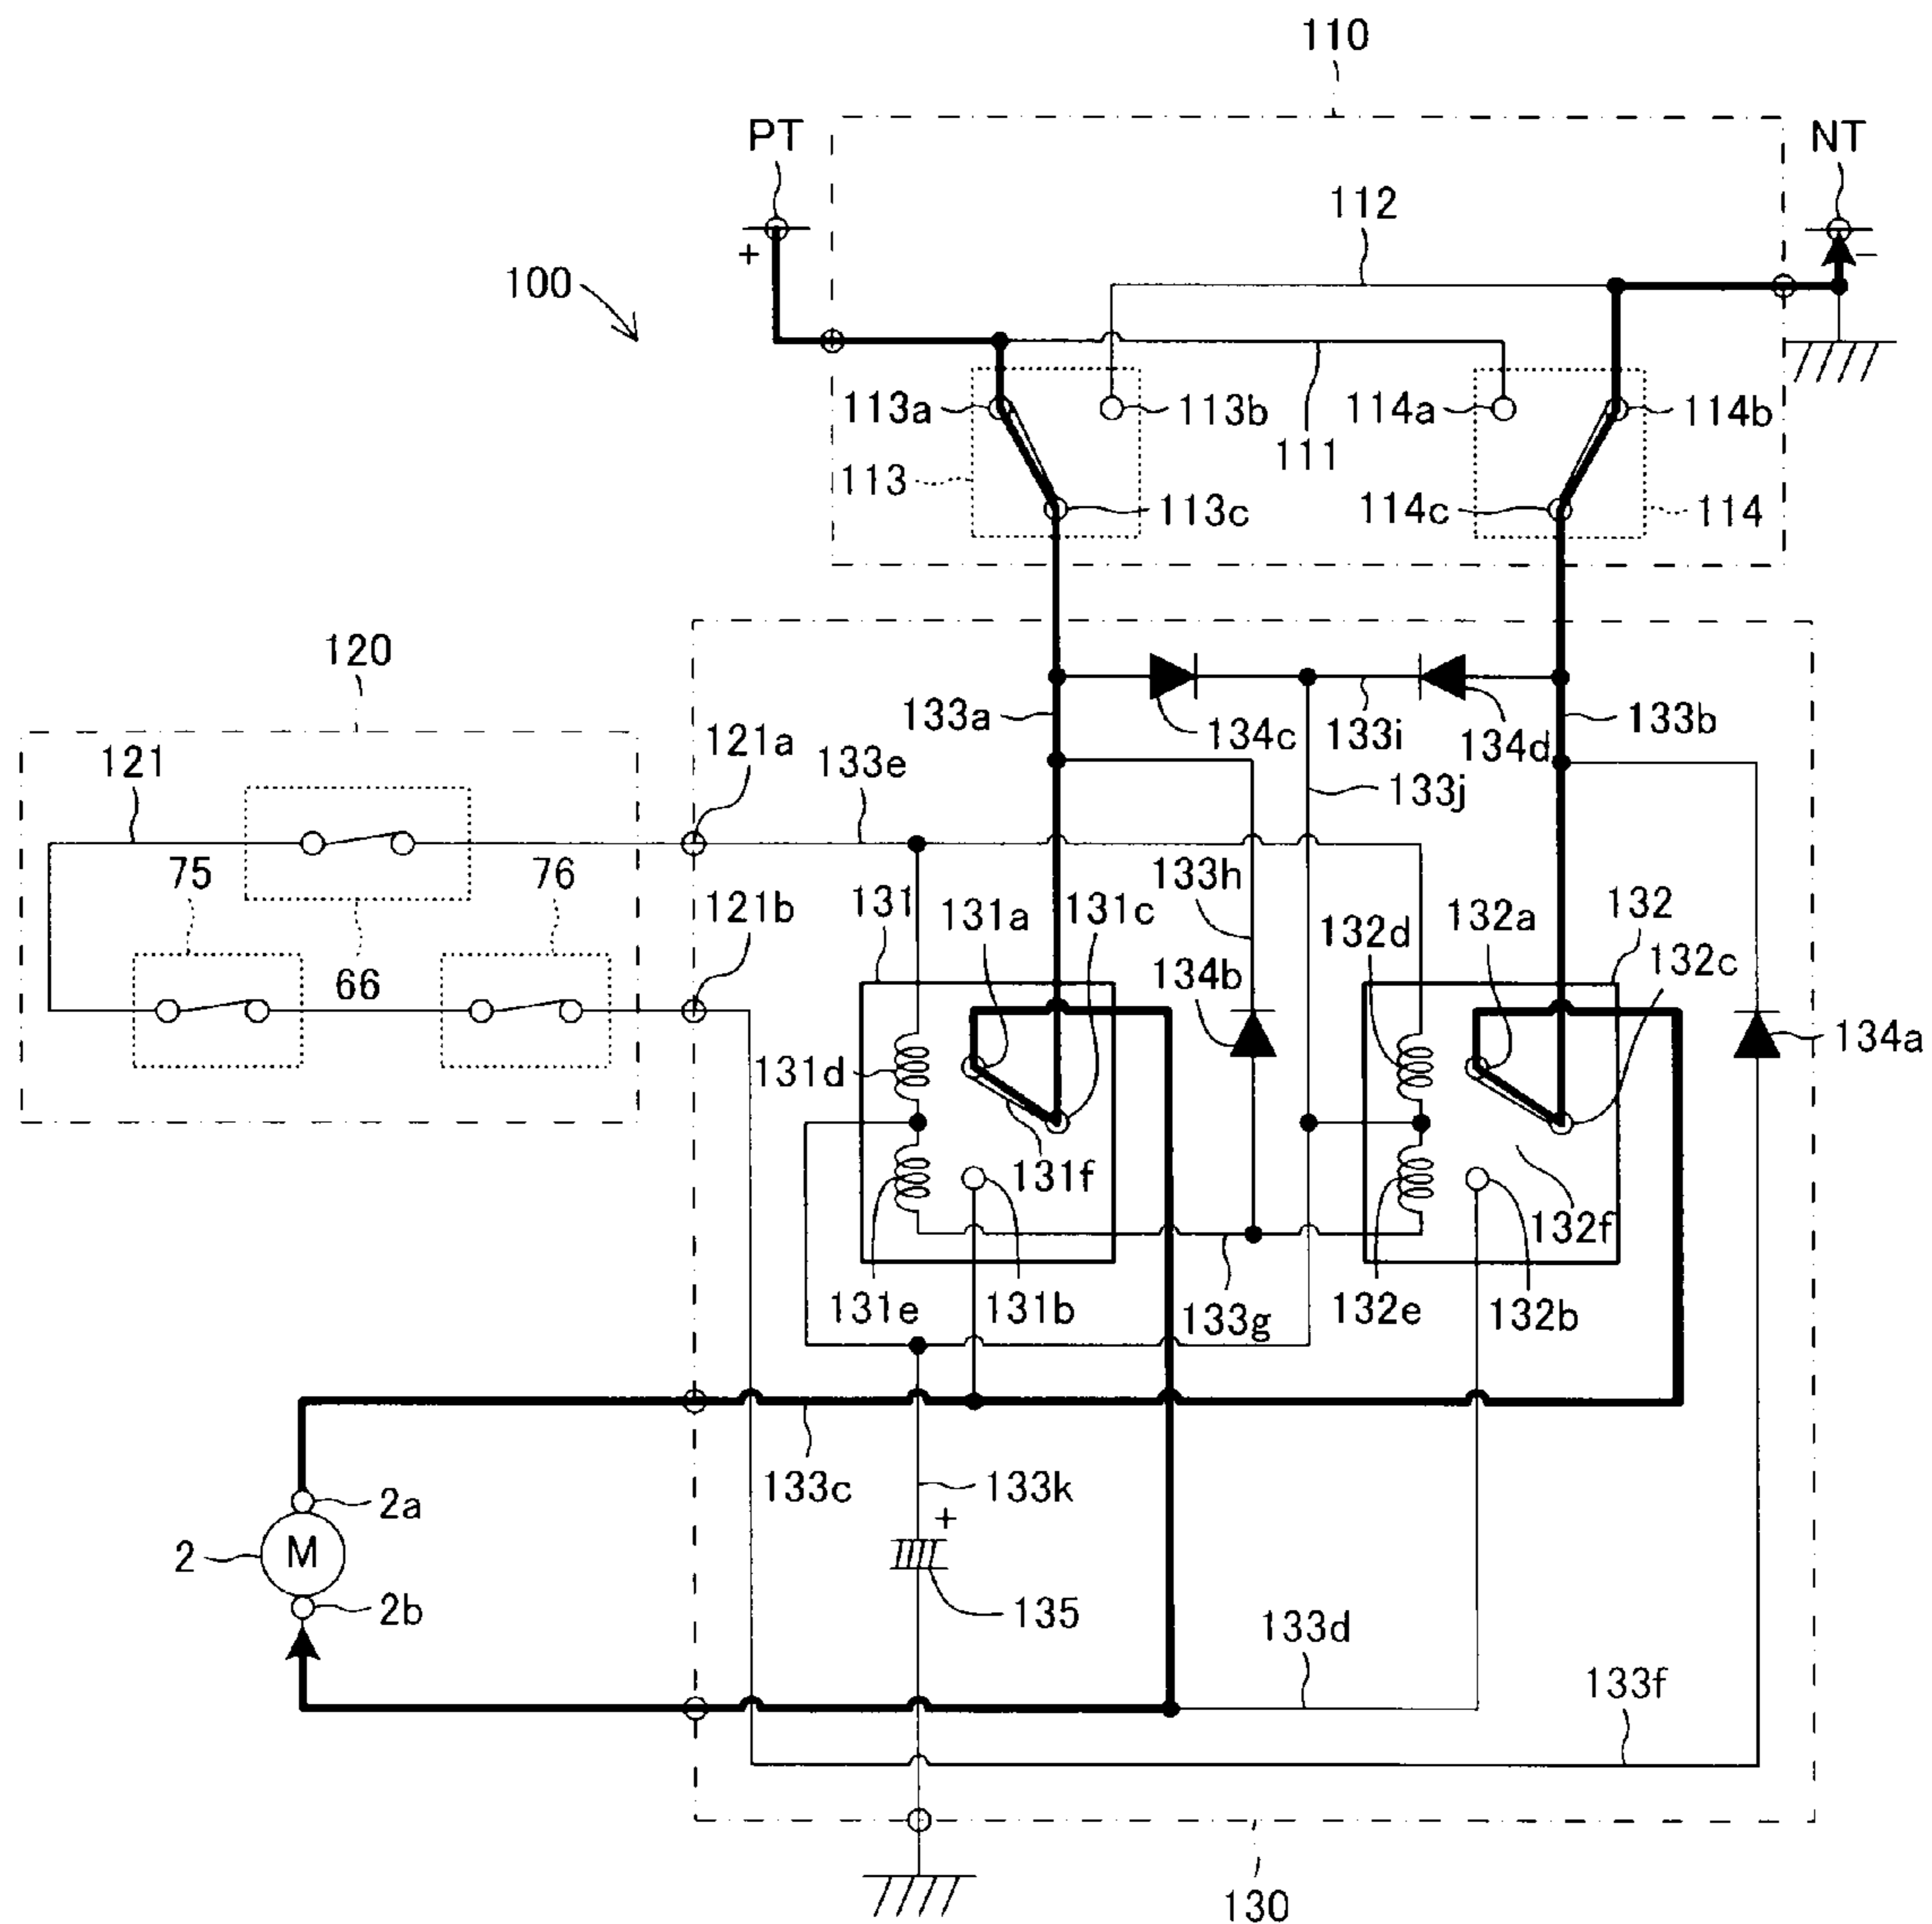 110
PT
NT
112
+
−
100
113a
113b
114a
114b
111
113
113c
114c
114
120
133a
134c
133i
134d
133b
121
121a
133e
133j
75
76
133h
131
131a
131c
132d
132a
132
121b
66
134b
132c
131d
134a
131f
132f
131e
131b
133g
132e
132b
133c
133k
2a
+
2
M
2b
135
133d
133f
130